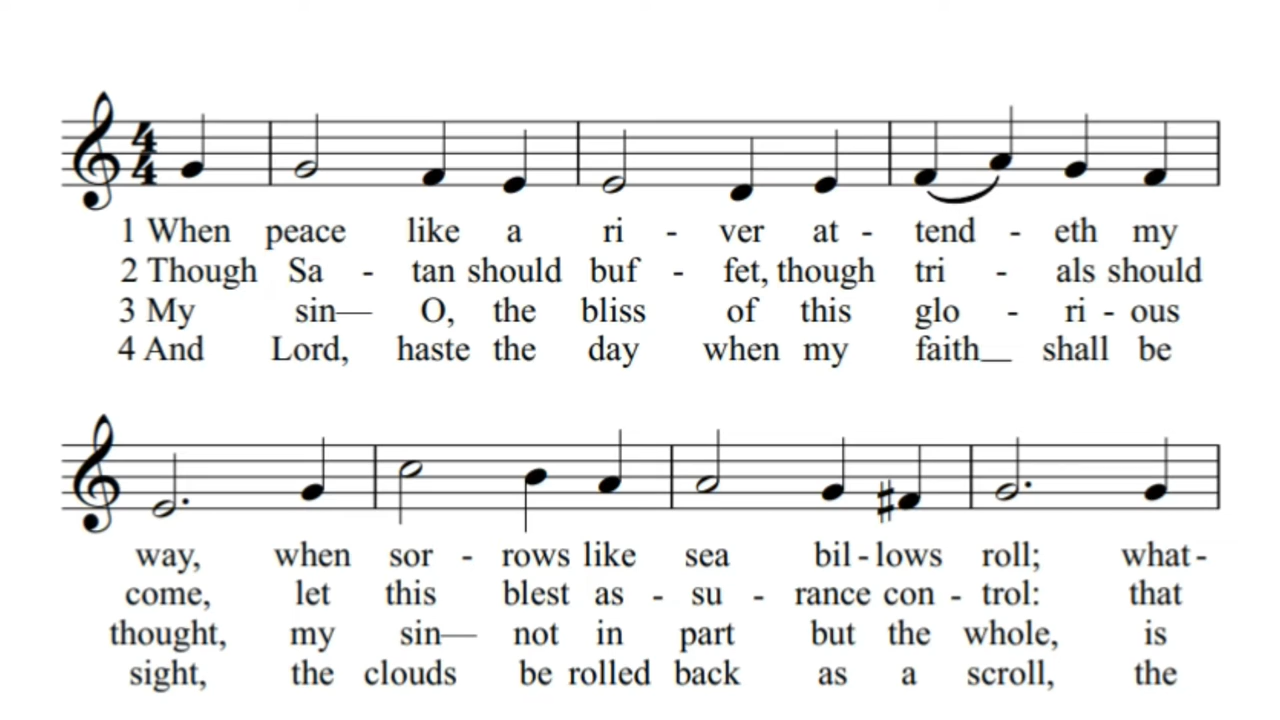 4
4
1 When peace like a ri - ver at - tend - eth my
2 Though Sa - tan should buf - fet, though tri - als should
3 My sin— O, the bliss of this glo - ri - ous
4 And Lord, haste the day when my faith__ shall be
way, when sor - rows like sea bil - lows roll; what-
come, let this blest as - su - rance con - trol: that
thought, my sin— not in part but the whole, is
sight, the clouds be rolled back as a scroll, the